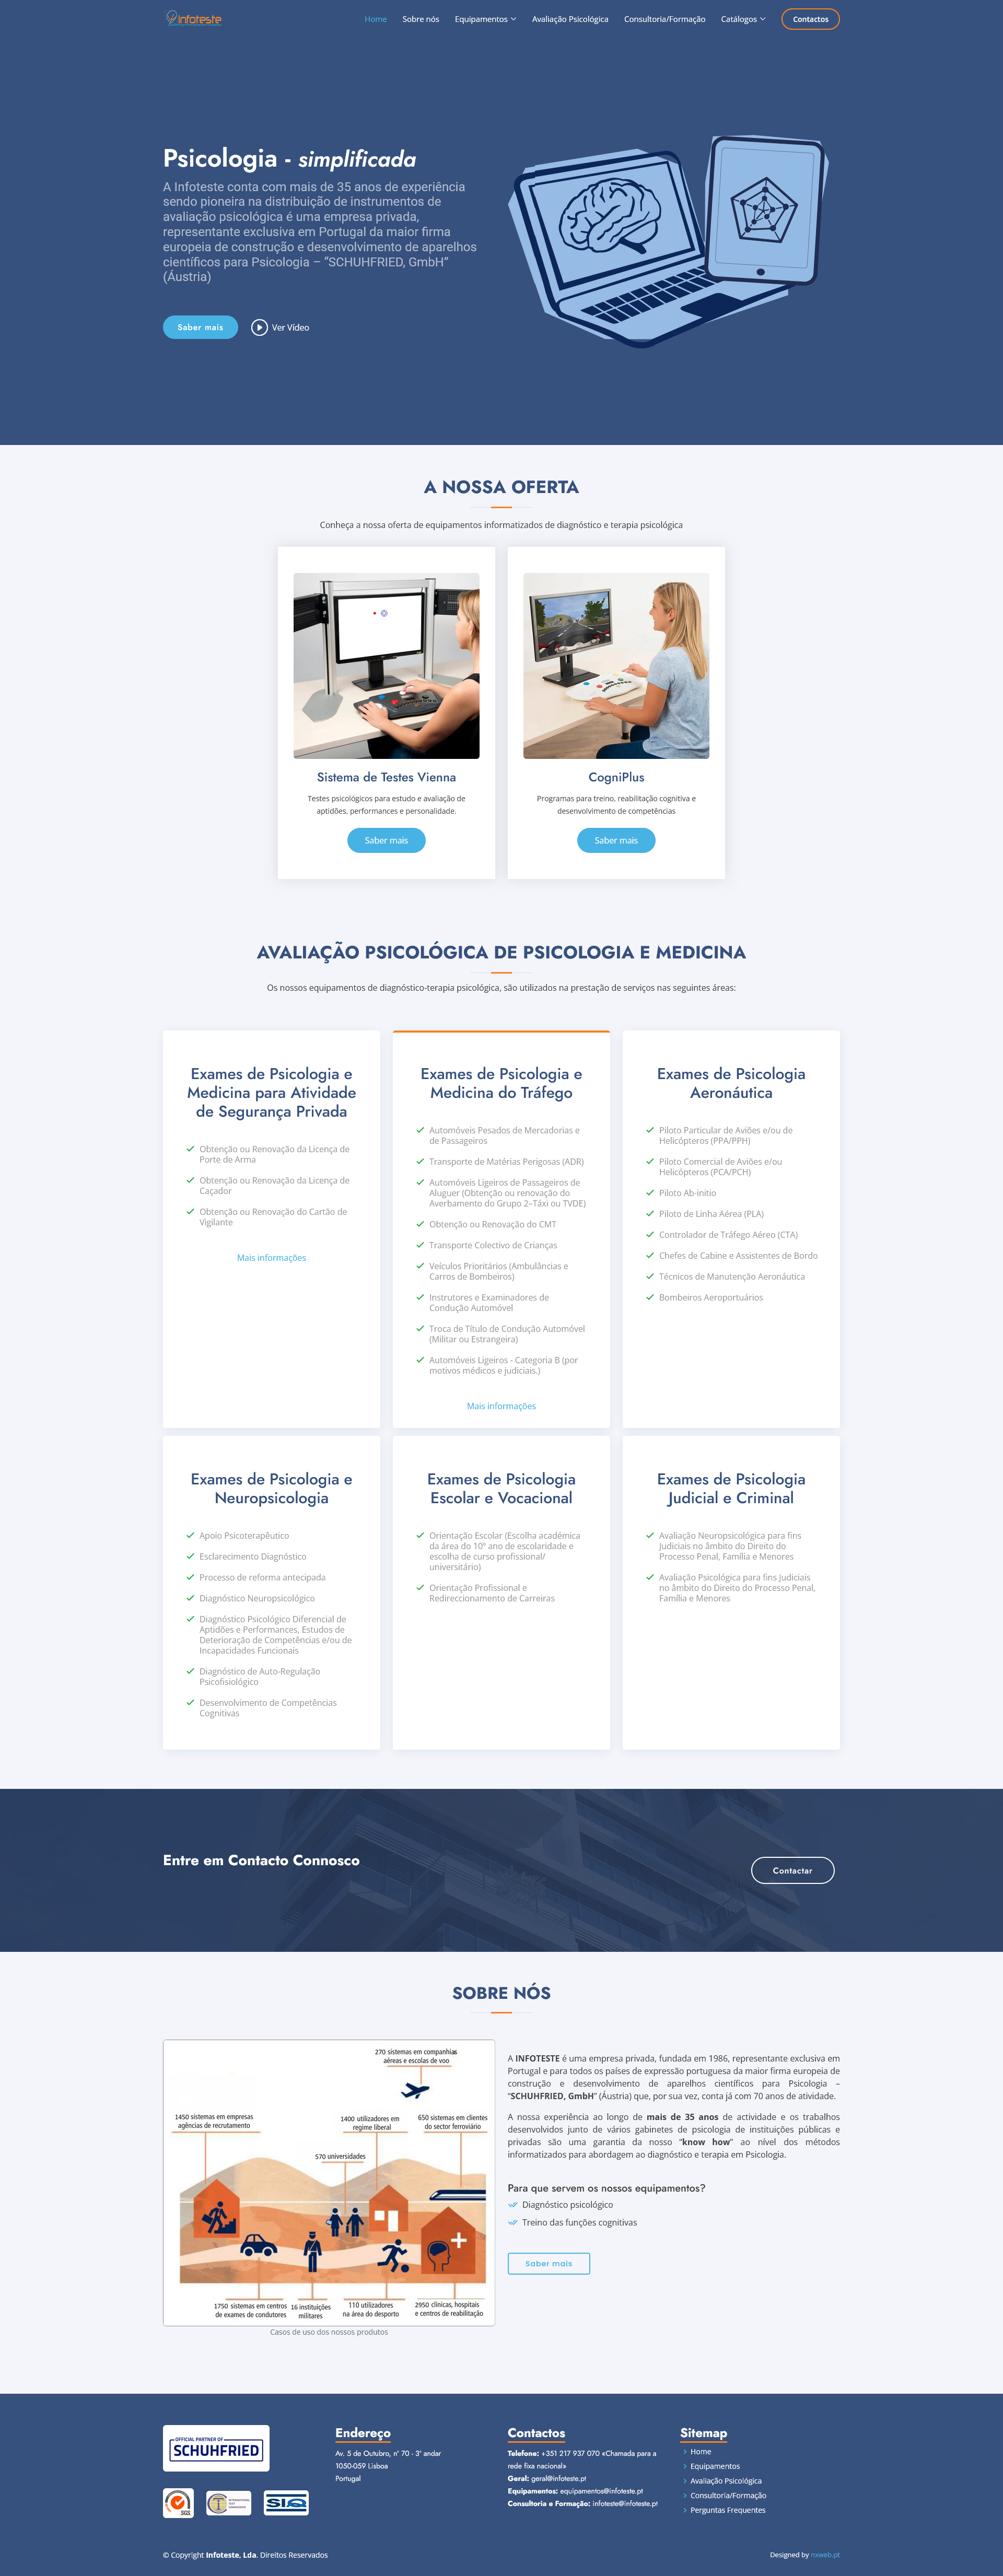 infoteste
Home
Sobre nós
Equipamentos
Avaliação Psicológica
Consultoria/Formação
Catálogos
Contactos
Psicologia - simplificada
A Infoteste conta com mais de 35 anos de experiência
sendo pioneira na distribuição de instrumentos de
avaliação psicológica é uma empresa privada,
representante exclusiva em Portugal da maior firma
europeia de construção e desenvolvimento de aparelhos
científicos para Psicologia – “SCHUHFRIED, GmbH”
(Áustria)
Saber mais
Ver Vídeo
A NOSSA OFERTA
Conheça a nossa oferta de equipamentos informatizados de diagnóstico e terapia psicológica
Sistema de Testes Vienna
Testes psicológicos para estudo e avaliação de
aptidões, performances e personalidade.
Saber mais
CogniPlus
Programas para treino, reabilitação cognitiva e
desenvolvimento de competências
Saber mais
AVALIAÇÃO PSICOLÓGICA DE PSICOLOGIA E MEDICINA
Os nossos equipamentos de diagnóstico-terapia psicológica, são utilizados na prestação de serviços nas seguintes áreas:
Exames de Psicologia e
Medicina para Atividade
de Segurança Privada
Obtenção ou Renovação da Licença de
Porte de Arma
Obtenção ou Renovação da Licença de
Caçador
Obtenção ou Renovação do Cartão de
Vigilante
Mais informações
Exames de Psicologia e
Medicina do Tráfego
Automóveis Pesados de Mercadorias e
de Passageiros
Transporte de Matérias Perigosas (ADR)
Automóveis Ligeiros de Passageiros de
Aluguer (Obtenção ou renovação do
Averbamento do Grupo 2–Táxi ou TVDE)
Obtenção ou Renovação do CMT
Transporte Colectivo de Crianças
Veículos Prioritários (Ambulâncias e
Carros de Bombeiros)
Instrutores e Examinadores de
Condução Automóvel
Troca de Título de Condução Automóvel
(Militar ou Estrangeira)
Automóveis Ligeiros - Categoria B (por
motivos médicos e judiciais.)
Mais informações
Exames de Psicologia
Aeronáutica
Piloto Particular de Aviões e/ou de
Helicópteros (PPA/PPH)
Piloto Comercial de Aviões e/ou
Helicópteros (PCA/PCH)
Piloto Ab-initio
Piloto de Linha Aérea (PLA)
Controlador de Tráfego Aéreo (CTA)
Chefes de Cabine e Assistentes de Bordo
Técnicos de Manutenção Aeronáutica
Bombeiros Aeroportuários
Exames de Psicologia e
Neuropsicologia
Apoio Psicoterapêutico
Esclarecimento Diagnóstico
Processo de reforma antecipada
Diagnóstico Neuropsicológico
Diagnóstico Psicológico Diferencial de
Aptidões e Performances, Estudos de
Deterioração de Competências e/ou de
Incapacidades Funcionais
Diagnóstico de Auto-Regulação
Psicofisiológico
Desenvolvimento de Competências
Cognitivas
Exames de Psicologia
Escolar e Vocacional
Orientação Escolar (Escolha académica
da área do 10º ano de escolaridade e
escolha de curso profissional/
universitário)
Orientação Profissional e
Redireccionamento de Carreiras
Exames de Psicologia
Judicial e Criminal
Avaliação Neuropsicológica para fins
Judiciais no âmbito do Direito do
Processo Penal, Família e Menores
Avaliação Psicológica para fins Judiciais
no âmbito do Direito do Processo Penal,
Família e Menores
Entre em Contacto Connosco
Contactar
SOBRE NÓS
270 sistemas em companhias
aéreas e escolas de voo
1450 sistemas em empresas
agências de recrutamento
1400 utilizadores em
regime liberal
650 sistemas em clientes
do sector ferroviário
570 universidades
1750 sistemas em centros
de exames de condutores
16 instituições
militares
110 utilizadores
na área do desporto
2950 clínicas, hospitais
e centros de reabilitação
Casos de uso dos nossos produtos
A INFOTESTE é uma empresa privada, fundada em 1986, representante exclusiva em
Portugal e para todos os países de expressão portuguesa da maior firma europeia de
construção e desenvolvimento de aparelhos científicos para Psicologia –
“SCHUHFRIED, GmbH” (Áustria) que, por sua vez, conta já com 70 anos de atividade.
A nossa experiência ao longo de mais de 35 anos de actividade e os trabalhos
desenvolvidos junto de vários gabinetes de psicologia de instituições públicas e
privadas são uma garantia da nosso “know how” ao nível dos métodos
informatizados para abordagem ao diagnóstico e terapia em Psicologia.
Para que servem os nossos equipamentos?
Diagnóstico psicológico
Treino das funções cognitivas
Saber mais
OFFICIAL PARTNER OF
SCHUHFRIED
SGS
INTERNATIONAL
TEST
COMMISSION
Endereço
Av. 5 de Outubro, nº 70 - 3º andar
1050-059 Lisboa
Portugal
Contactos
Telefone: +351 217 937 070 «Chamada para a
rede fixa nacional»
Geral: geral@infoteste.pt
Equipamentos: equipamentos@infoteste.pt
Consultoria e Formação: infoteste@infoteste.pt
Sitemap
Home
Equipamentos
Avaliação Psicológica
Consultoria/Formação
Perguntas Frequentes
© Copyright Infoteste, Lda. Direitos Reservados
Designed by nxweb.pt